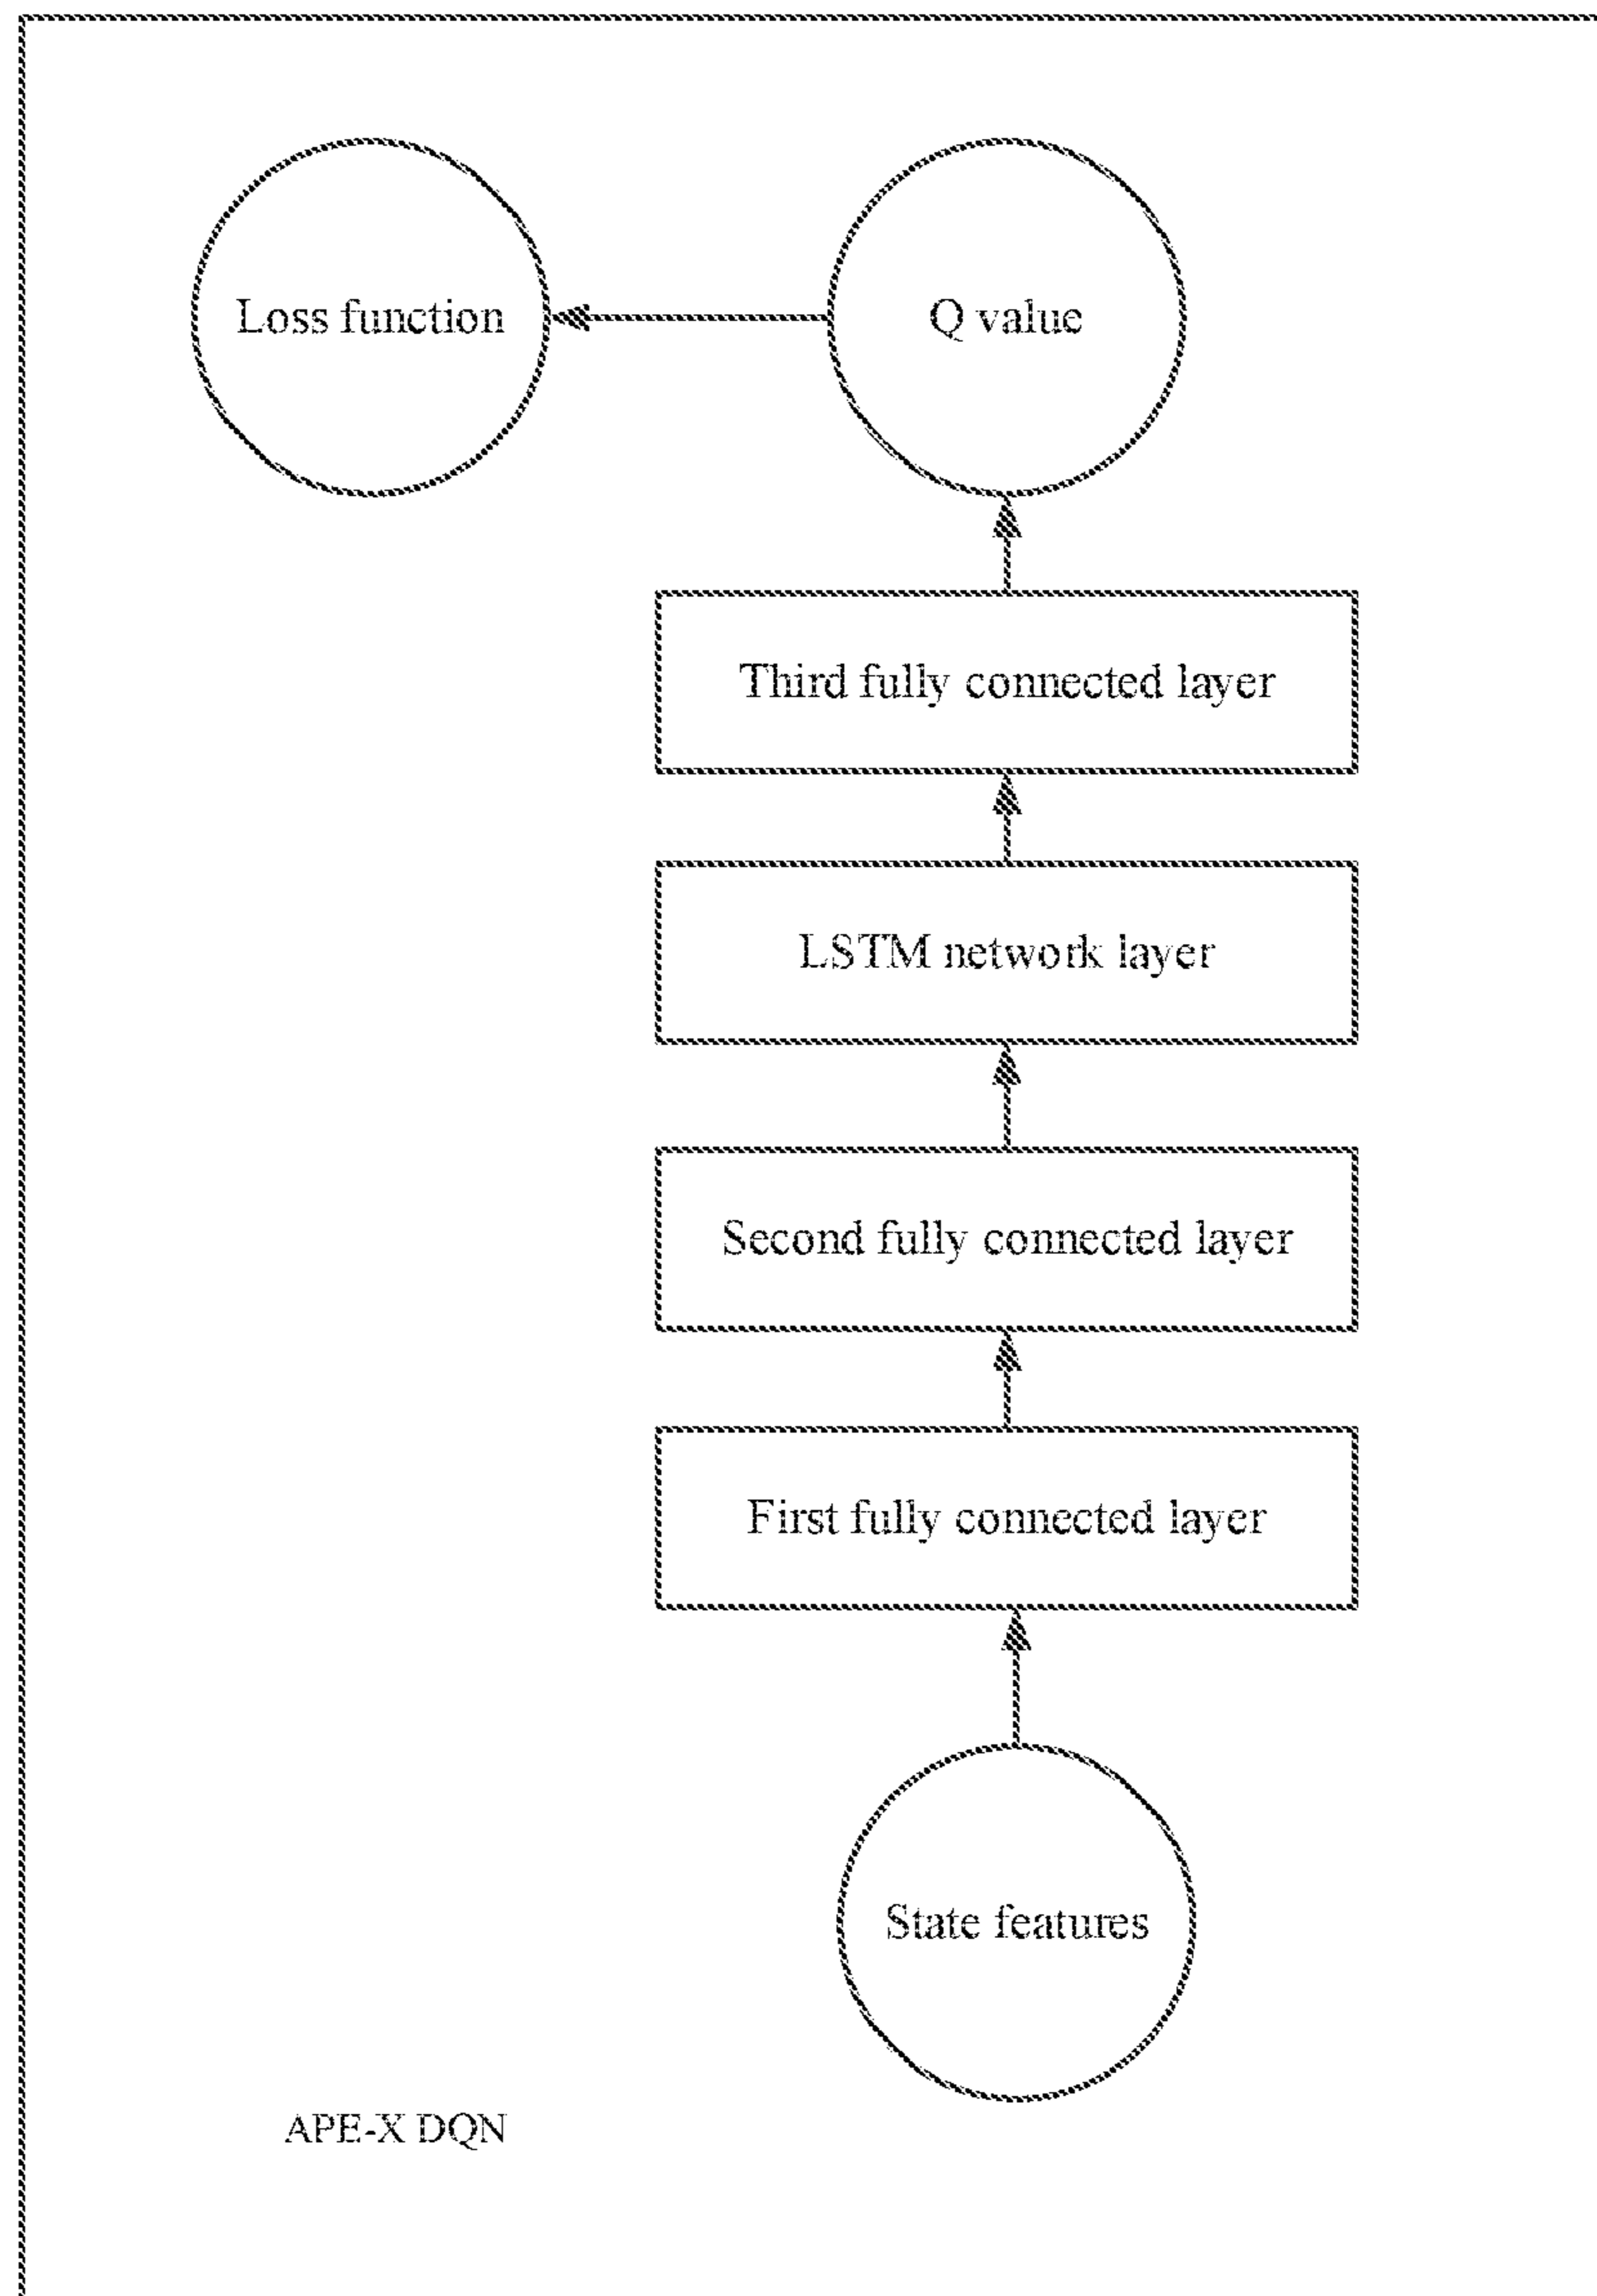 Loss function
Q value
Third fully connected layer
LSTM network layer
Second fully connected layer
First fully connected layer
State features
APE-X DQN